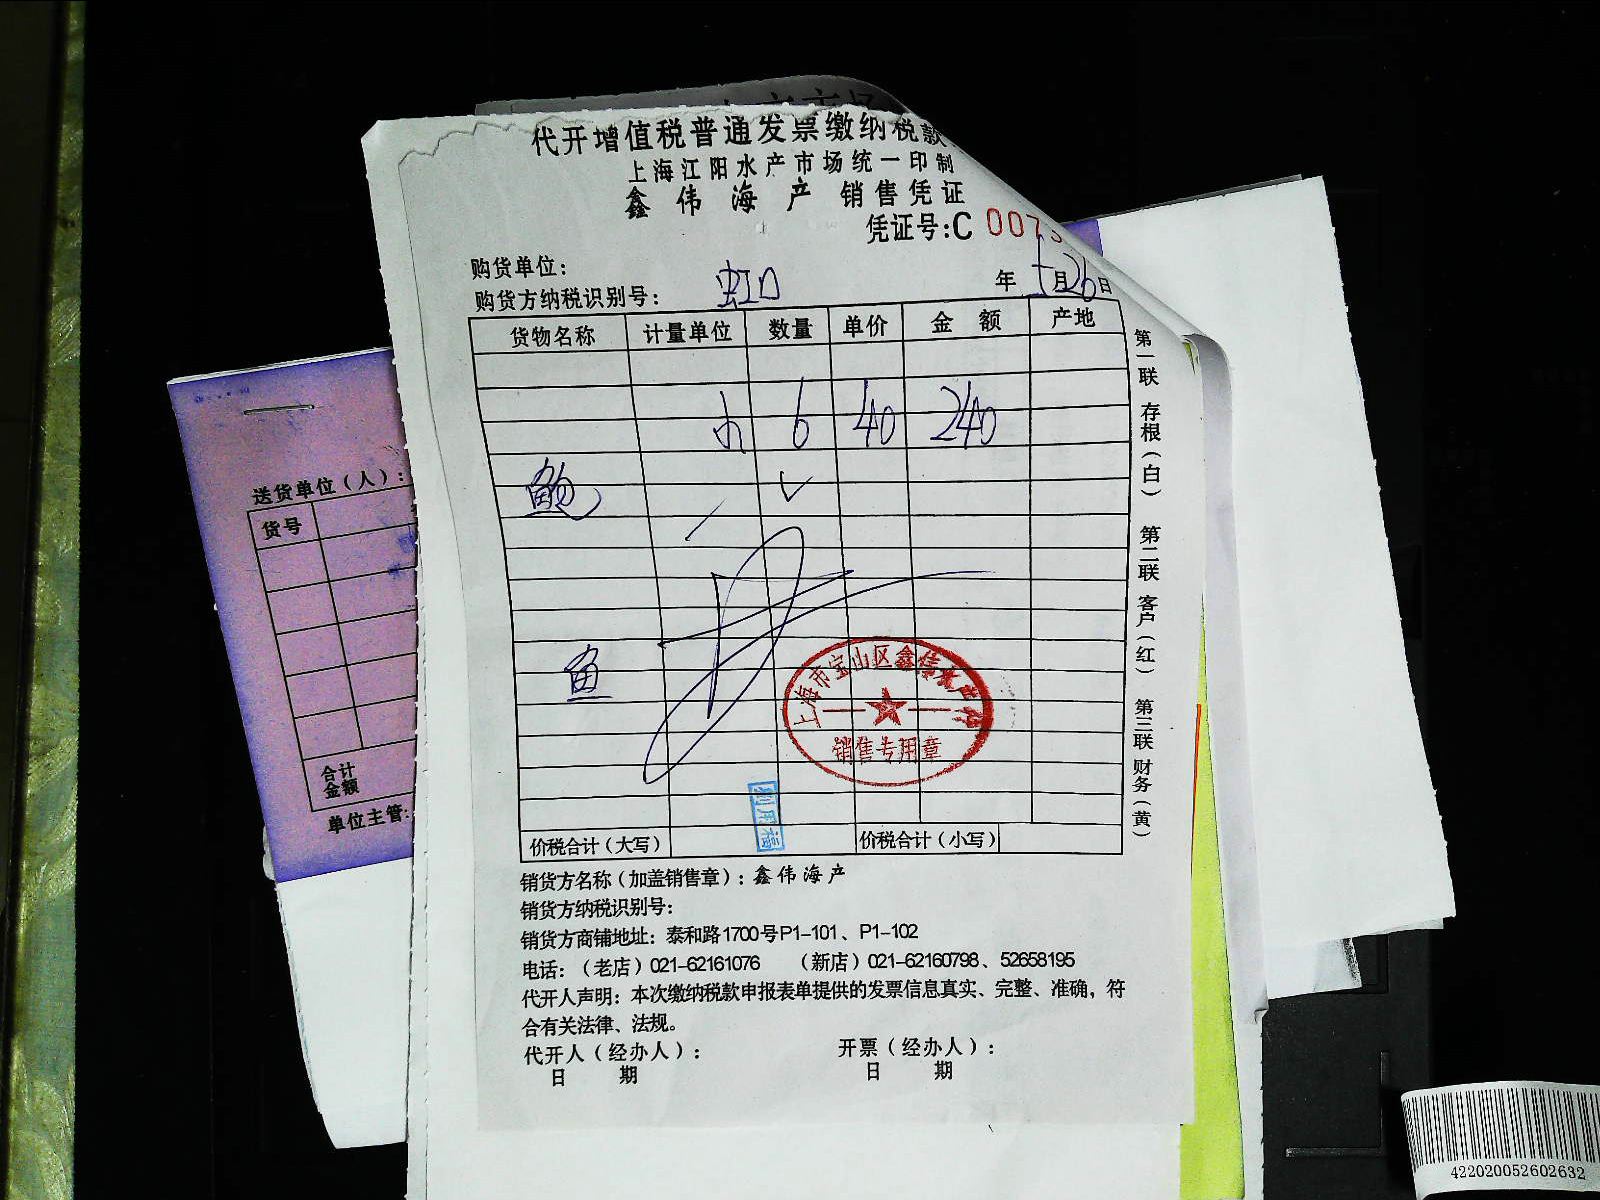 代开增值税普通发票缴纳税款
上海江阳水产市场统一印制
鑫伟海产 销售凭证
凭证号:C 0073
购货单位:
购货方纳税识别号: 虹口 年 月 26 日
货物名称 计量单位 数量 单价 金额 产地
6 40 240
鲍
鱼
上海市宝山区鑫伟水产
销售专用章
价税合计(大写) 价税合计(小写)
销货方名称(加盖销售章):鑫伟海产
销货方纳税识别号:
销货方商铺地址: 泰和路1700号P1-101、P1-102
电话:(老店)021-62161076 (新店)021-62160798、52658195
代开人声明: 本次缴纳税款申报表单提供的发票信息真实、完整、准确, 符
合有关法律、法规。
代开人(经办人): 开票(经办人):
日期 日期
第一联 存根(白) 第二联 客户(红) 第三联 财务(黄)
送货单位(人):
货号
合计
金额
单位主管:
422020052602632